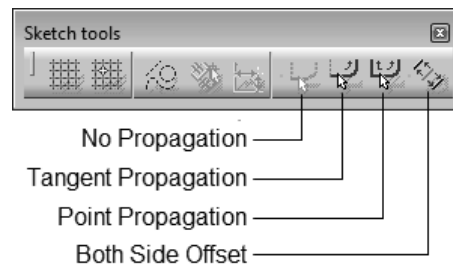 Sketch tools
No Propagation
Tangent Propagation
Point Propagation
Both Side Offset